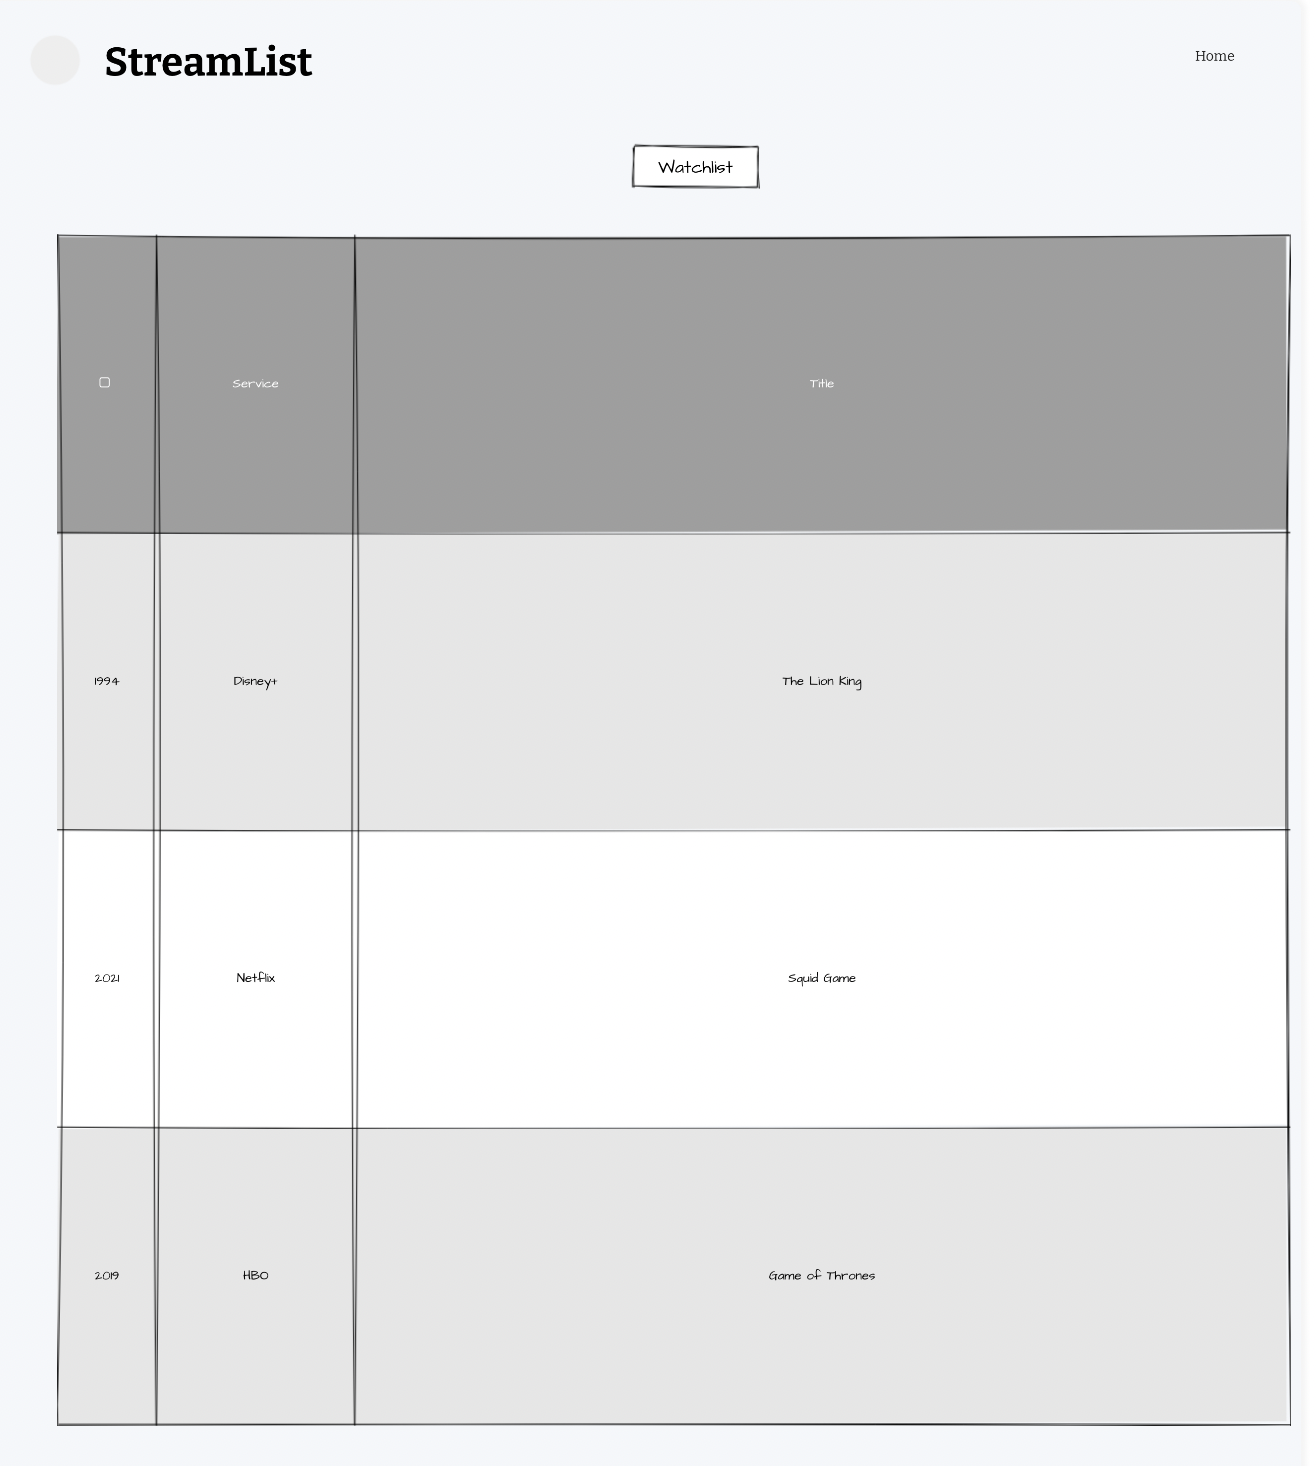 StreamList
Home
Watchlist
Service Title
1994 Disney+ The Lion King
2021 Netflix Squid Game
2019 HBO Game of Thrones